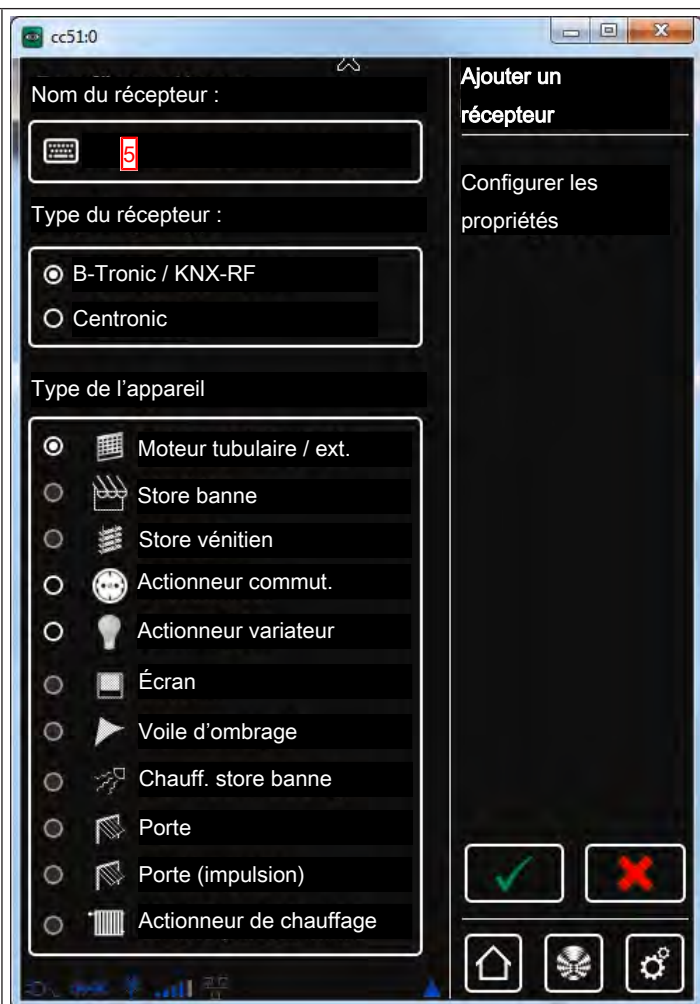 cc51:0
Nom du récepteur :
5
Type du récepteur :
B-Tronic / KNX-RF
Centronic
Type de l'appareil
Moteur tubulaire / ext.
Store banne
Store vénitien
Actionneur commut.
Actionneur variateur
Écran
Voile d'ombrage
Chauff. store banne
Porte
Porte (impulsion)
Actionneur de chauffage
Ajouter un
récepteur
Configurer les
propriétés